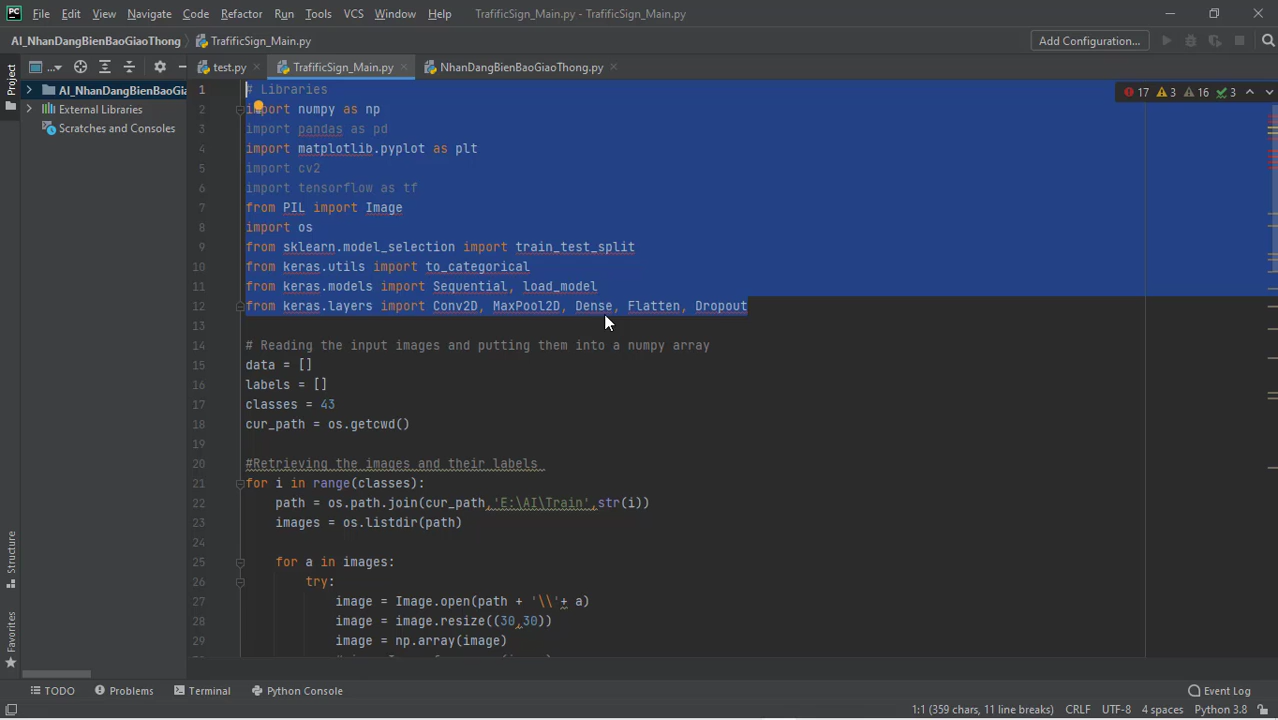 PC File Edit View Navigate Code Refactor Run Tools VCS Window Help TrafificSign_Main.py - TrafificSign_Main.py
AI_NhanDangBienBaoGiaoThong TrafificSign_Main.py Add Configuration...
Project
test.py TrafificSign_Main.py NhanDangBienBaoGiaoThong.py
AI_NhanDangBienBaoGia
External Libraries
Scratches and Consoles
17 3 16 3
1 # Libraries
2 import numpy as np
3 import pandas as pd
4 import matplotlib.pyplot as plt
5 import cv2
6 import tensorflow as tf
7 from PIL import Image
8 import os
9 from sklearn.model_selection import train_test_split
10 from keras.utils import to_categorical
11 from keras.models import Sequential, load_model
12 from keras.layers import Conv2D, MaxPool2D, Dense, Flatten, Dropout
13
14 # Reading the input images and putting them into a numpy array
15 data = []
16 labels = []
17 classes = 43
18 cur_path = os.getcwd()
19
20 #Retrieving the images and their labels
21 for i in range(classes):
22 path = os.path.join(cur_path,'E:\AI\Train',str(i))
23 images = os.listdir(path)
24
25 for a in images:
26 try:
27 image = Image.open(path + '\\'+ a)
28 image = image.resize((30,30))
29 image = np.array(image)
Structure
Favorites
TODO Problems Terminal Python Console Event Log
1:1 (359 chars, 11 line breaks) CRLF UTF-8 4 spaces Python 3.8